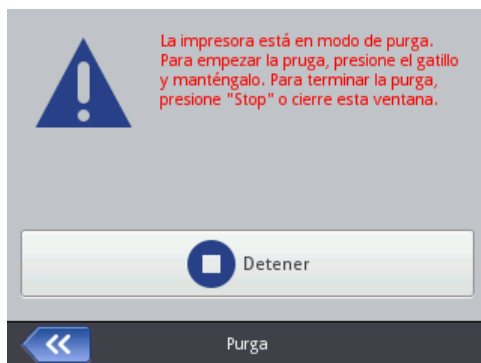 La impresora está en modo de purga.
Para empezar la pruga, presione el gatillo
y manténgalo. Para terminar la purga,
presione "Stop" o cierre esta ventana.
Detener
Purga